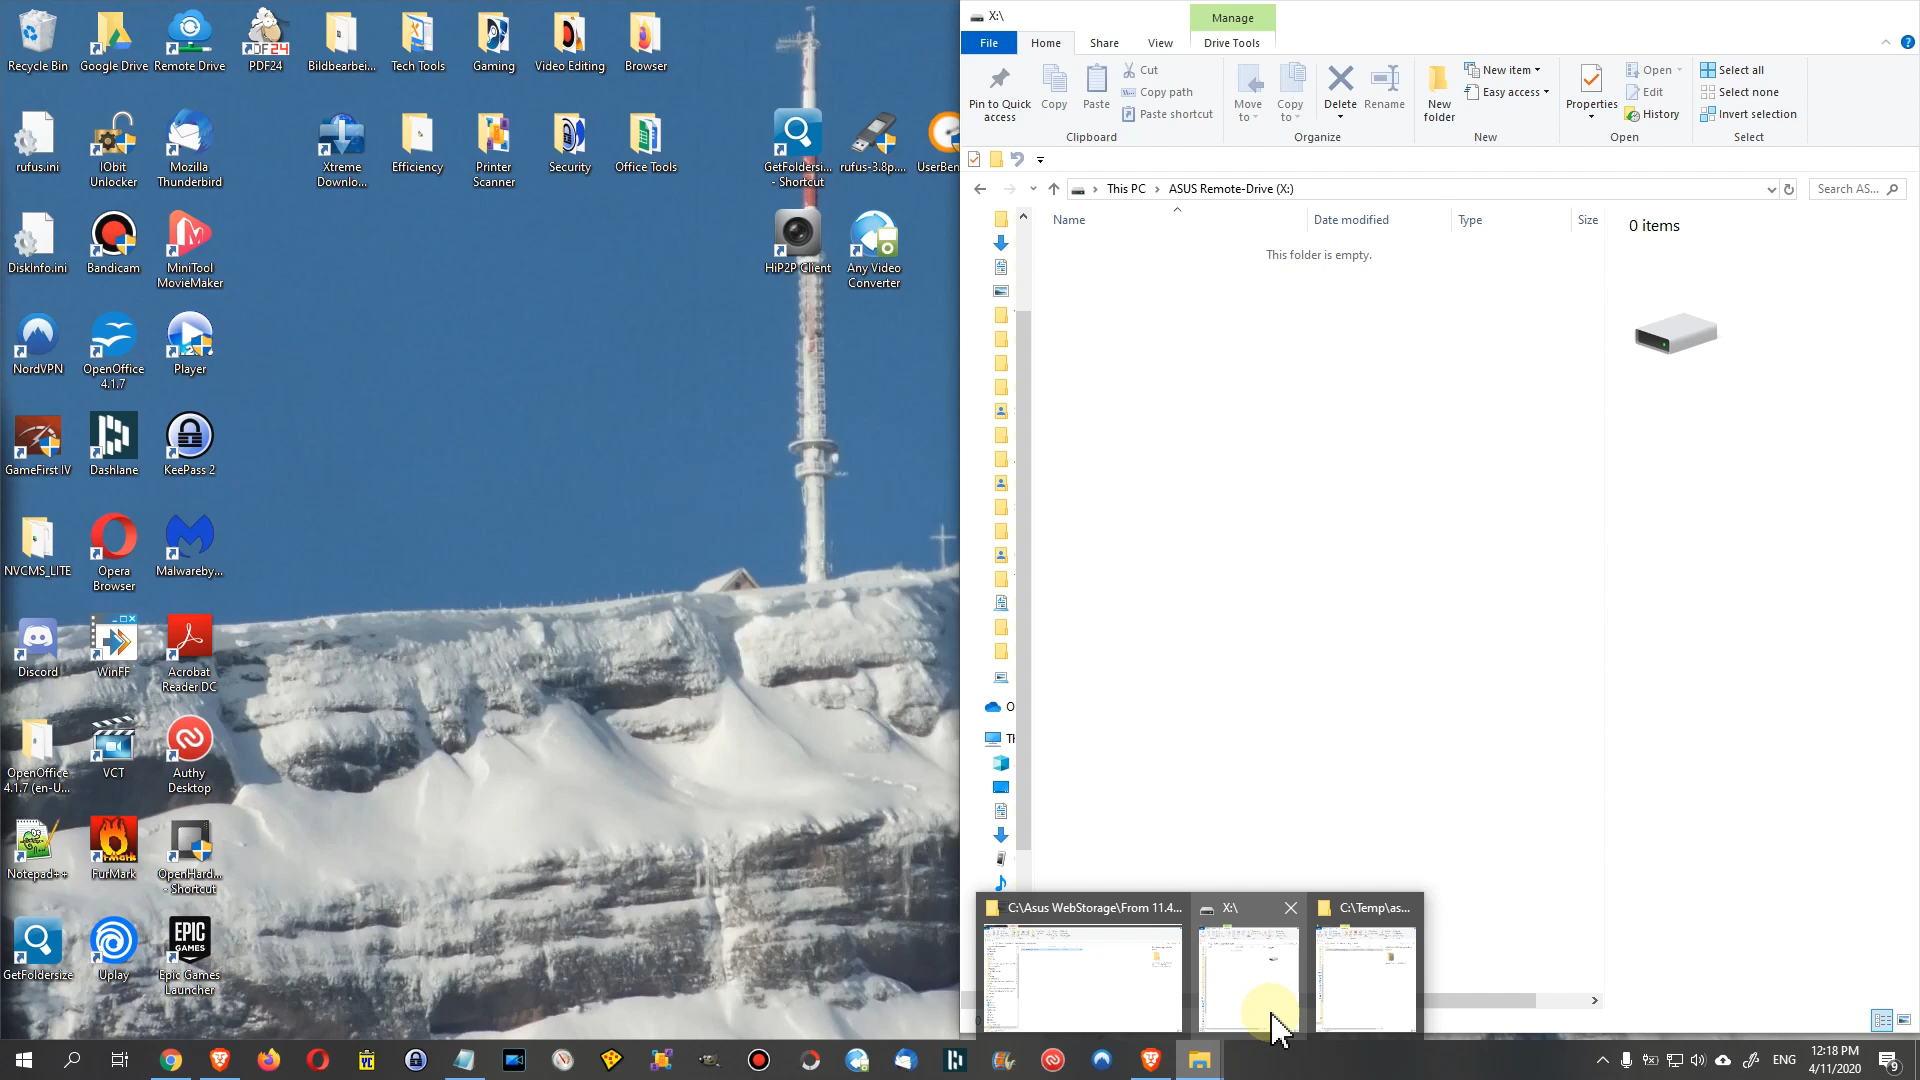 Recycle Bin
Google Drive
Remote Drive
PDF24
Bildbearbei...
Tech Tools
Gaming
Video Editing
Browser
rufus.ini
IObit
Unlocker
Mozilla
Thunderbird
Xtreme
Downlo...
Efficiency
Printer
Scanner
Security
Office Tools
GetFoldersi...
- Shortcut
rufus-3.8p....
UserBen
DiskInfo.ini
Bandicam
MiniTool
MovieMaker
HiP2P Client
Any Video
Converter
NordVPN
OpenOffice
4.1.7
Player
GameFirst IV
Dashlane
KeePass 2
NVCMS_LITE
Opera
Browser
Malwareby...
Discord
WinFF
Acrobat
Reader DC
OpenOffice
4.1.7 (en-U...
VCT
Authy
Desktop
Notepad++
FurMark
OpenHard...
- Shortcut
GetFoldersize
Uplay
EPIC
GAMES
Epic Games
Launcher
X:\
Manage
File
Home
Share
View
Drive Tools
Pin to Quick
access
Copy
Paste
Cut
Copy path
Paste shortcut
Clipboard
Move
to
Copy
to
Delete
Rename
Organize
New
folder
New item
Easy access
New
Properties
Open
Edit
History
Open
Select all
Select none
Invert selection
Select
This PC
ASUS Remote-Drive (X:)
Search AS...
Name
Date modified
Type
Size
This folder is empty.
0 items
O
Th
C:\Asus WebStorage\From 11.4...
X:\
C:\Temp\as...
ENG
12:18 PM
4/11/2020
9